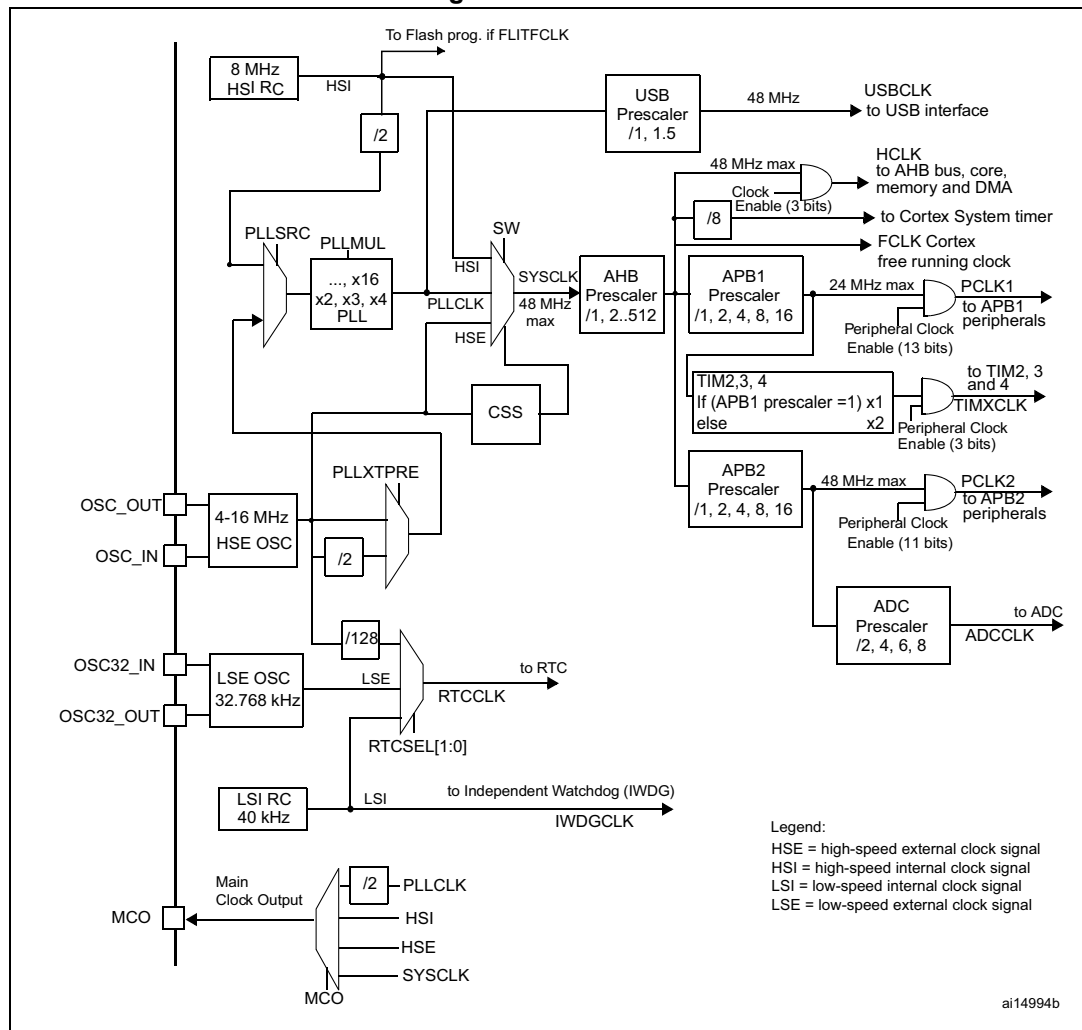 To Flash prog. if FLITFCLK
8 MHz
HSI RC
HSI
/2
USB
Prescaler
/1, 1.5
48 MHz
USBCLK
to USB interface
48 MHz max
HCLK
to AHB bus, core,
memory and DMA
Clock
Enable (3 bits)
/8
to Cortex System timer
FCLK Cortex
free running clock
PLLSRC
PLLMUL
..., x16
x2, x3, x4
PLL
SW
HSI
PLLCLK
HSE
SYSCLK
48 MHz
max
AHB
Prescaler
/1, 2..512
APB1
Prescaler
/1, 2, 4, 8, 16
24 MHz max
PCLK1
to APB1
peripherals
Peripheral Clock
Enable (13 bits)
CSS
TIM2,3, 4
If (APB1 prescaler =1) x1
else x2
to TIM2, 3
and 4
TIMXCLK
Peripheral Clock
Enable (3 bits)
PLLXTPRE
OSC_OUT
OSC_IN
4-16 MHz
HSE OSC
/2
APB2
Prescaler
/1, 2, 4, 8, 16
48 MHz max
PCLK2
to APB2
peripherals
Peripheral Clock
Enable (11 bits)
ADC
Prescaler
/2, 4, 6, 8
to ADC
ADCCLK
/128
OSC32_IN
OSC32_OUT
LSE OSC
32.768 kHz
LSE
to RTC
RTCCLK
RTCSEL[1:0]
LSI RC
40 kHz
LSI
to Independent Watchdog (IWDG)
IWDGCLK
Legend:
HSE = high-speed external clock signal
HSI = high-speed internal clock signal
LSI = low-speed internal clock signal
LSE = low-speed external clock signal
Main
Clock Output
MCO
/2
PLLCLK
HSI
HSE
SYSCLK
MCO
ai14994b